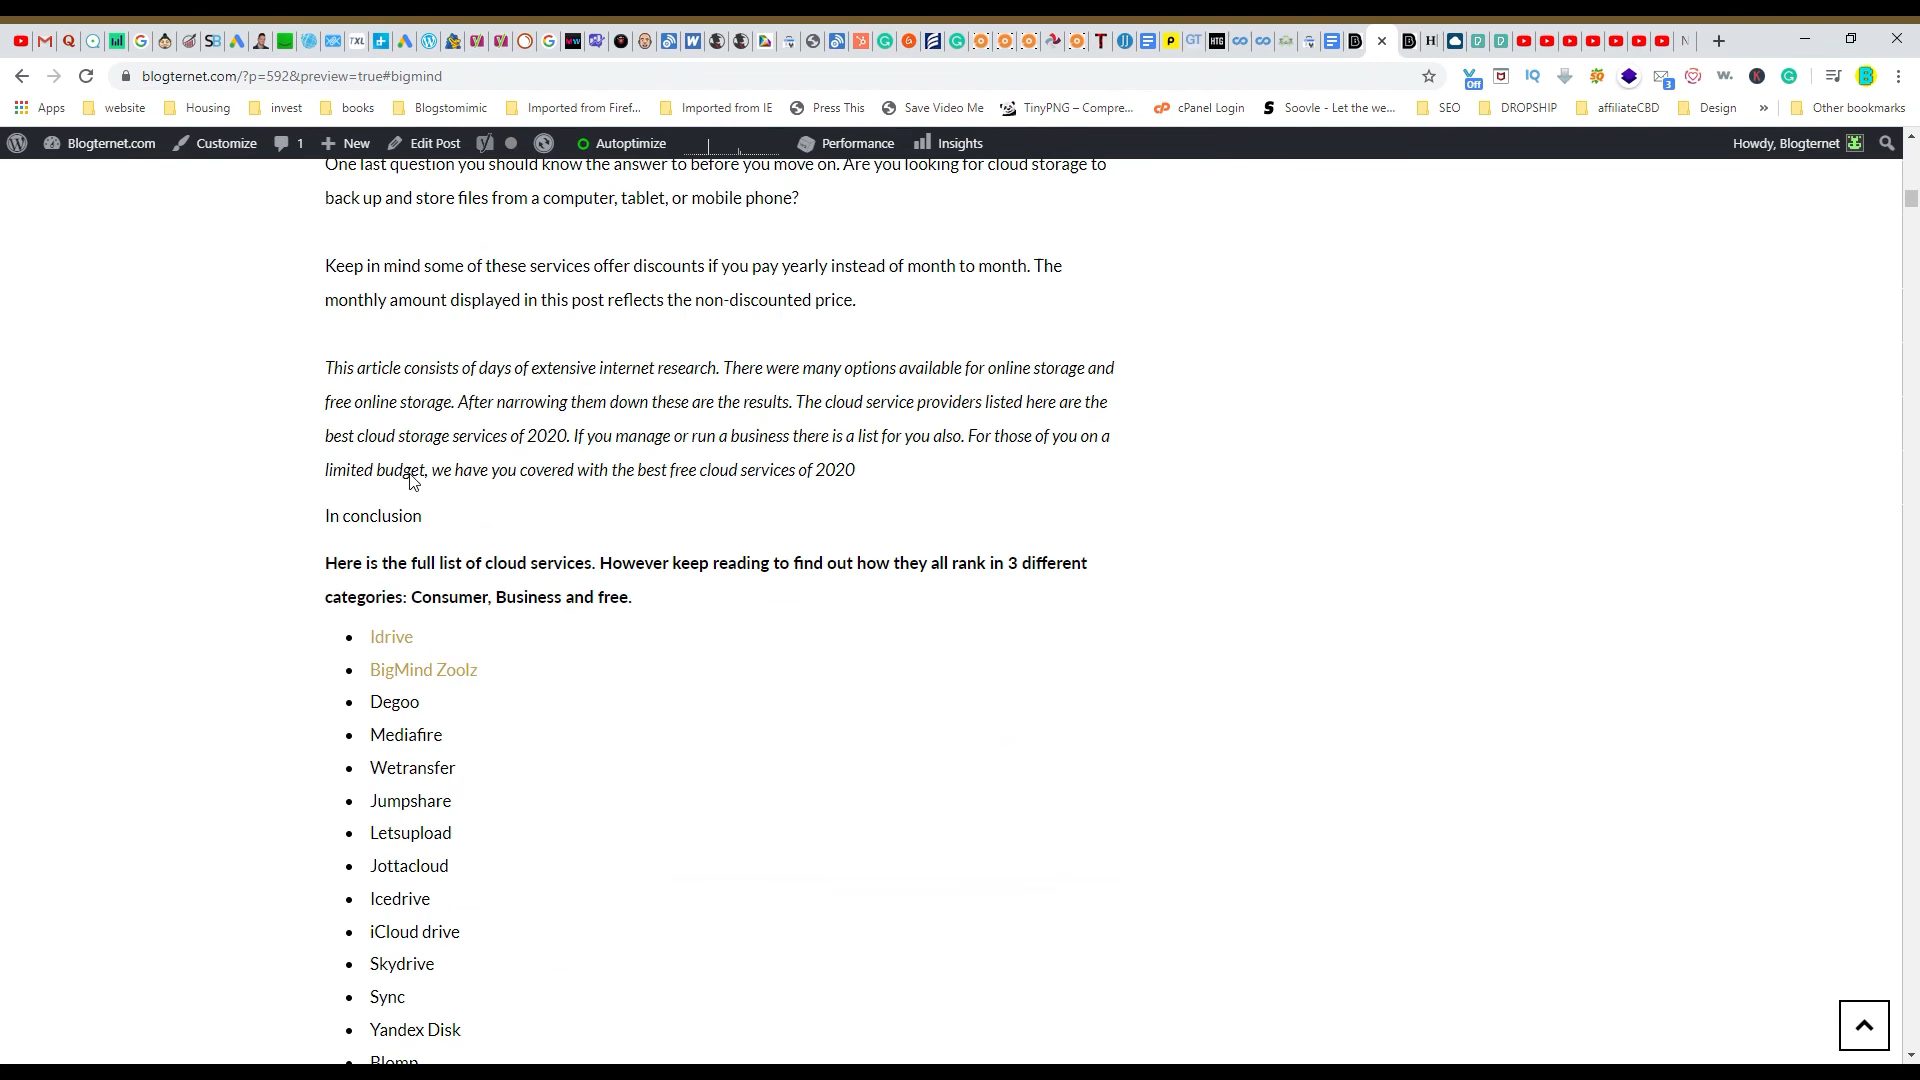 blogternet.com/?p=592&preview=true#bigmind
Apps
website
Housing
invest
books
Blogstomimic
Imported from Firef...
Imported from IE
Press This
Save Video Me
TinyPNG – Compre...
cPanel Login
Soovle - Let the we...
SEO
DROPSHIP
affiliateCBD
Design
Other bookmarks
Blogternet.com
Customize
1
New
Edit Post
Autoptimize
Performance
Insights
Howdy, Blogternet
One last question you should know the answer to before you move on. Are you looking for cloud storage to
back up and store files from a computer, tablet, or mobile phone?
Keep in mind some of these services offer discounts if you pay yearly instead of month to month. The
monthly amount displayed in this post reflects the non-discounted price.
This article consists of days of extensive internet research. There were many options available for online storage and
free online storage. After narrowing them down these are the results. The cloud service providers listed here are the
best cloud storage services of 2020. If you manage or run a business there is a list for you also. For those of you on a
limited budget, we have you covered with the best free cloud services of 2020
In conclusion
Here is the full list of cloud services. However keep reading to find out how they all rank in 3 different
categories: Consumer, Business and free.
Idrive
BigMind Zoolz
Degoo
Mediafire
Wetransfer
Jumpshare
Letsupload
Jottacloud
Icedrive
iCloud drive
Skydrive
Sync
Yandex Disk
Blomp